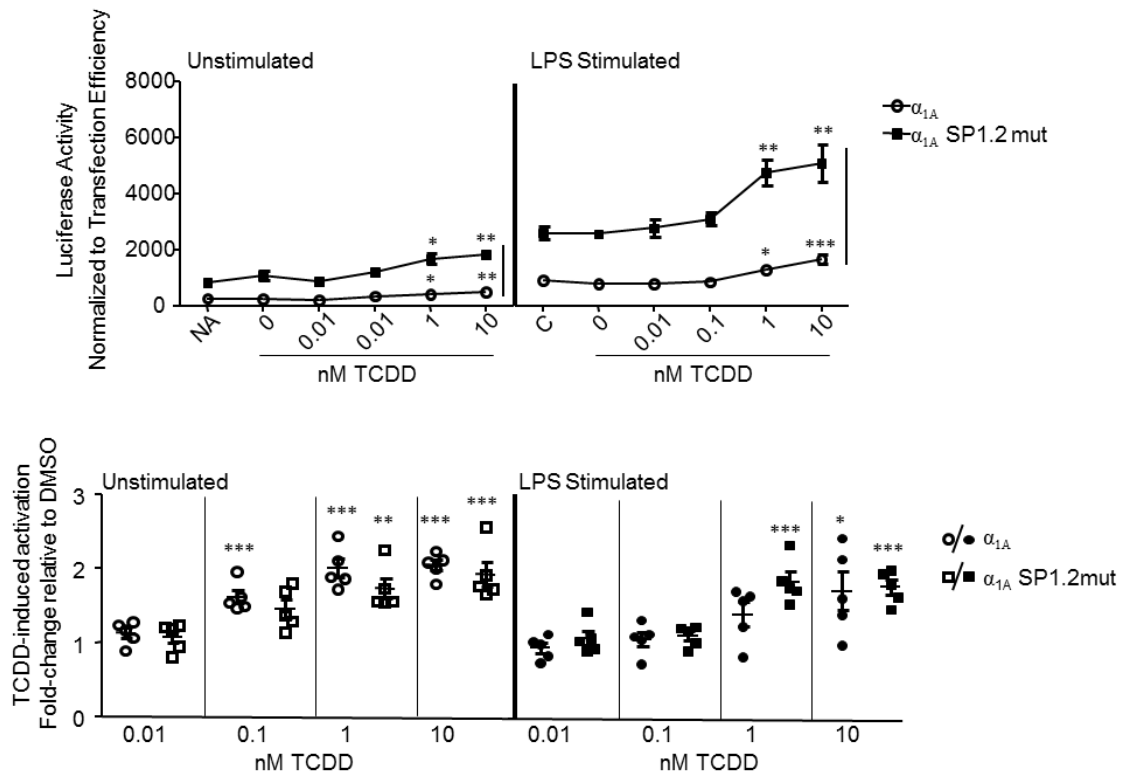 Unstimulated
LPS Stimulated
Luciferase Activity
Normalized to Transfection Efficiency
8000
6000
4000
2000
0
* ** * **
** ** * ***
α1A
α1A SP1.2 mut
NA 0 0.01 0.01 1 10
C 0 0.01 0.1 1 10
nM TCDD
nM TCDD
Unstimulated
LPS Stimulated
TCDD-induced activation
Fold-change relative to DMSO
3
2
1
0
*** *** ** *** ***
*** * ***
/ α1A
/ α1A SP1.2mut
0.01 0.1 1 10
0.01 0.1 1 10
nM TCDD
nM TCDD